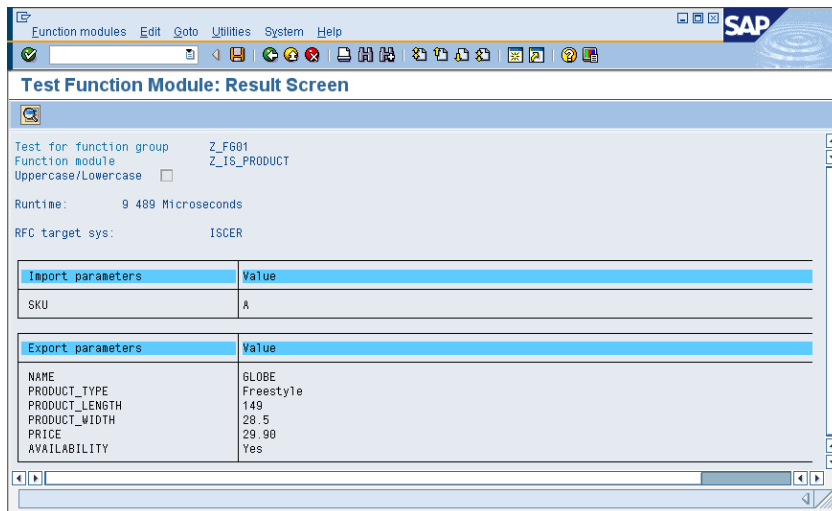 Function modules Edit Goto Utilities System Help
SAP
Test Function Module: Result Screen
Test for function group Z_FG01
Function module Z_IS_PRODUCT
Uppercase/Lowercase
Runtime: 9 489 Microseconds
RFC target sys: ISCER
Import parameters Value
SKU A
Export parameters Value
NAME GLOBE
PRODUCT_TYPE Freestyle
PRODUCT_LENGTH 149
PRODUCT_WIDTH 28.5
PRICE 29.90
AVAILABILITY Yes